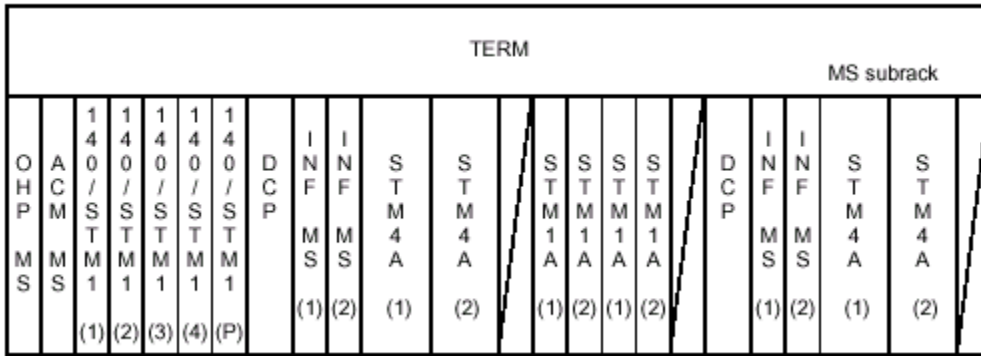 TERM
MS subrack
OHP MS
ACM MS
140/STM1 (1)
140/STM1 (2)
140/STM1 (3)
140/STM1 (4)
140/STM1 (P)
DCP
INF MS (1)
INF MS (2)
STM4A (1)
STM4A (2)
STM1A (1)
STM1A (2)
STM1A (1)
STM1A (2)
DCP
INF MS (1)
INF MS (2)
STM4A (1)
STM4A (2)